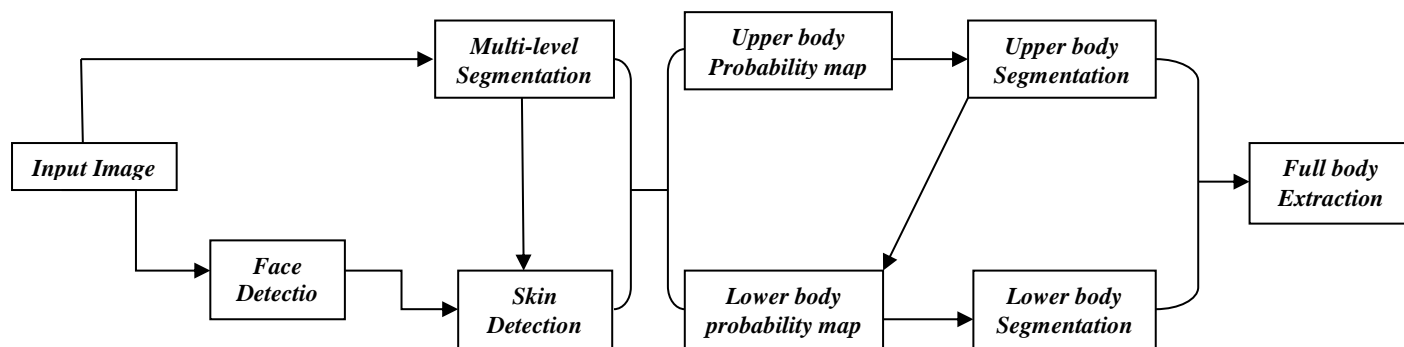 Multi-level
Segmentation
Upper body
Probability map
Upper body
Segmentation
Input Image
Full body
Extraction
Face
Detectio
Skin
Detection
Lower body
probability map
Lower body
Segmentation